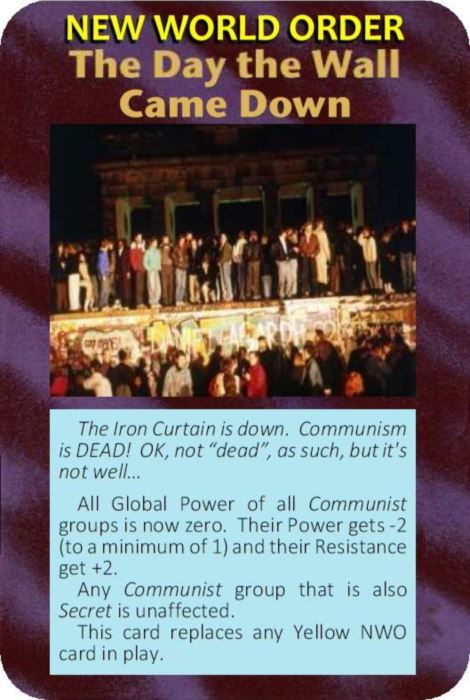 NEW WORLD ORDER
The Day the Wall
Came Down
The Iron Curtain is down. Communism
is DEAD! OK, not “dead”, as such, but it's
not well...
All Global Power of all Communist
groups is now zero. Their Power gets -2
(to a minimum of 1) and their Resistance
get +2.
Any Communist group that is also
Secret is unaffected.
This card replaces any Yellow NWO
card in play.